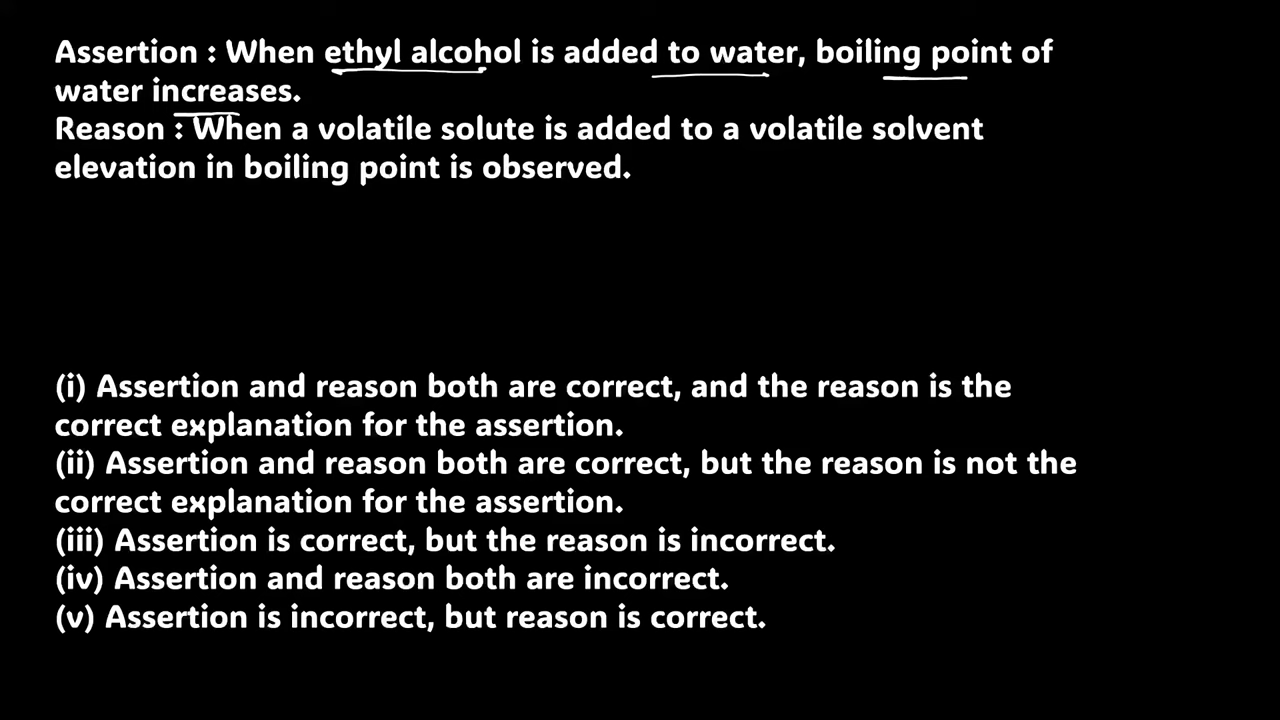 Assertion : When ethyl alcohol is added to water, boiling point of
water increases.
Reason : When a volatile solute is added to a volatile solvent
elevation in boiling point is observed.
(i) Assertion and reason both are correct, and the reason is the
correct explanation for the assertion.
(ii) Assertion and reason both are correct, but the reason is not the
correct explanation for the assertion.
(iii) Assertion is correct, but the reason is incorrect.
(iv) Assertion and reason both are incorrect.
(v) Assertion is incorrect, but reason is correct.